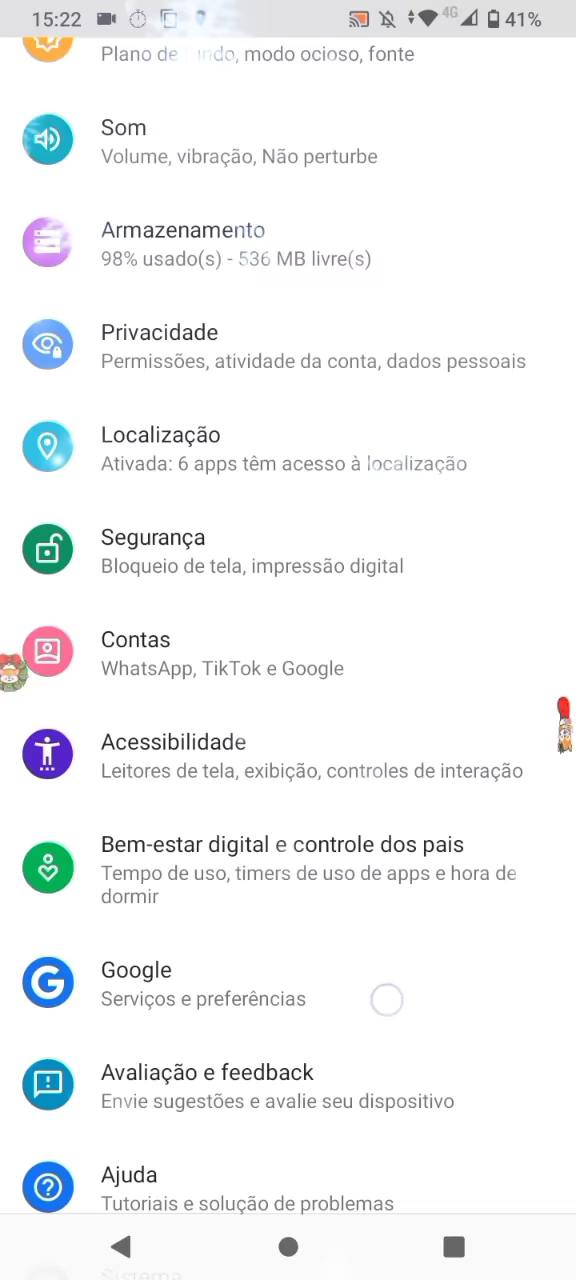 15:22 4G 41%
Plano de fundo, modo ocioso, fonte
Som
Volume, vibração, Não perturbe
Armazenamento
98% usado(s) - 536 MB livre(s)
Privacidade
Permissões, atividade da conta, dados pessoais
Localização
Ativada: 6 apps têm acesso à localização
Segurança
Bloqueio de tela, impressão digital
Contas
WhatsApp, TikTok e Google
Acessibilidade
Leitores de tela, exibição, controles de interação
Bem-estar digital e controle dos pais
Tempo de uso, timers de uso de apps e hora de
dormir
Google
Serviços e preferências
Avaliação e feedback
Envie sugestões e avalie seu dispositivo
Ajuda
Tutoriais e solução de problemas
Sistema